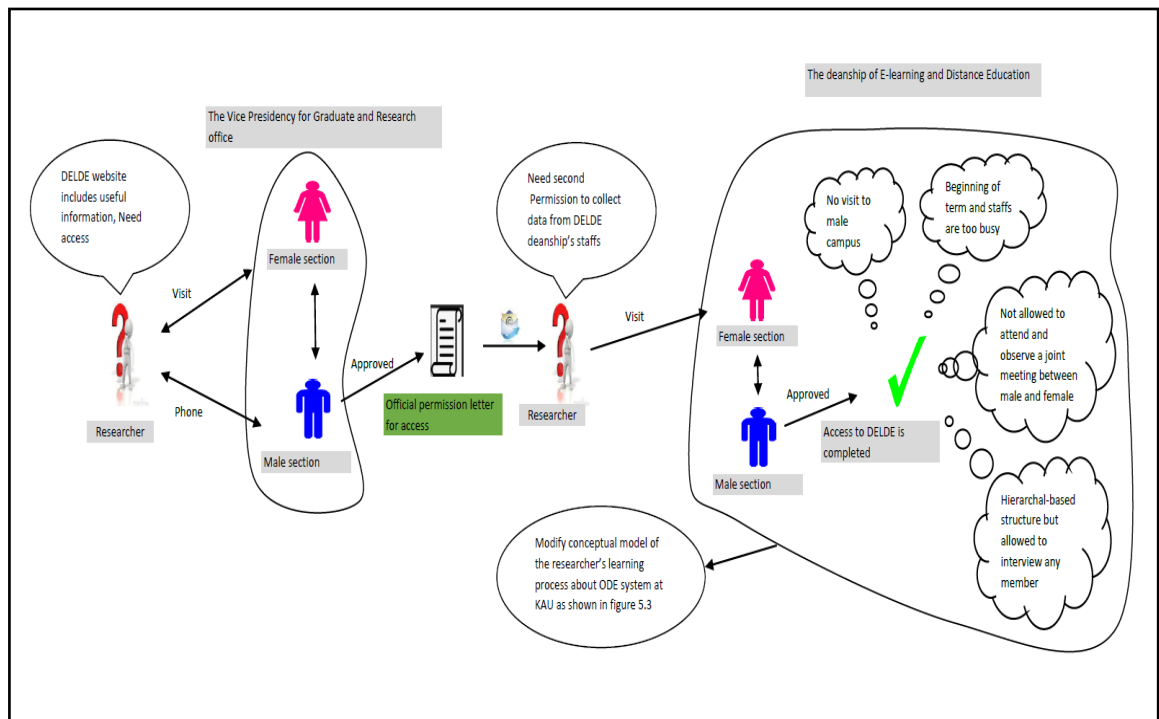 The deanship of E-learning and Distance Education
The Vice Presidency for Graduate and Research
office
DELDE website
includes useful
information, Need
access
Female section
Visit
Researcher
Phone
Male section
Approved
Official permission letter
for access
Need second
Permission to collect
data from DELDE
deanship's staffs
Researcher
Visit
Female section
Male section
Approved
Access to DELDE is
completed
No visit to
male
campus
Beginning of
term and staffs
are too busy
Not allowed to
attend and
observe a joint
meeting between
male and female
Hierarchal-based
structure but
allowed to
interview any
member
Modify conceptual model of
the researcher's learning
process about ODE system at
KAU as shown in figure 5.3